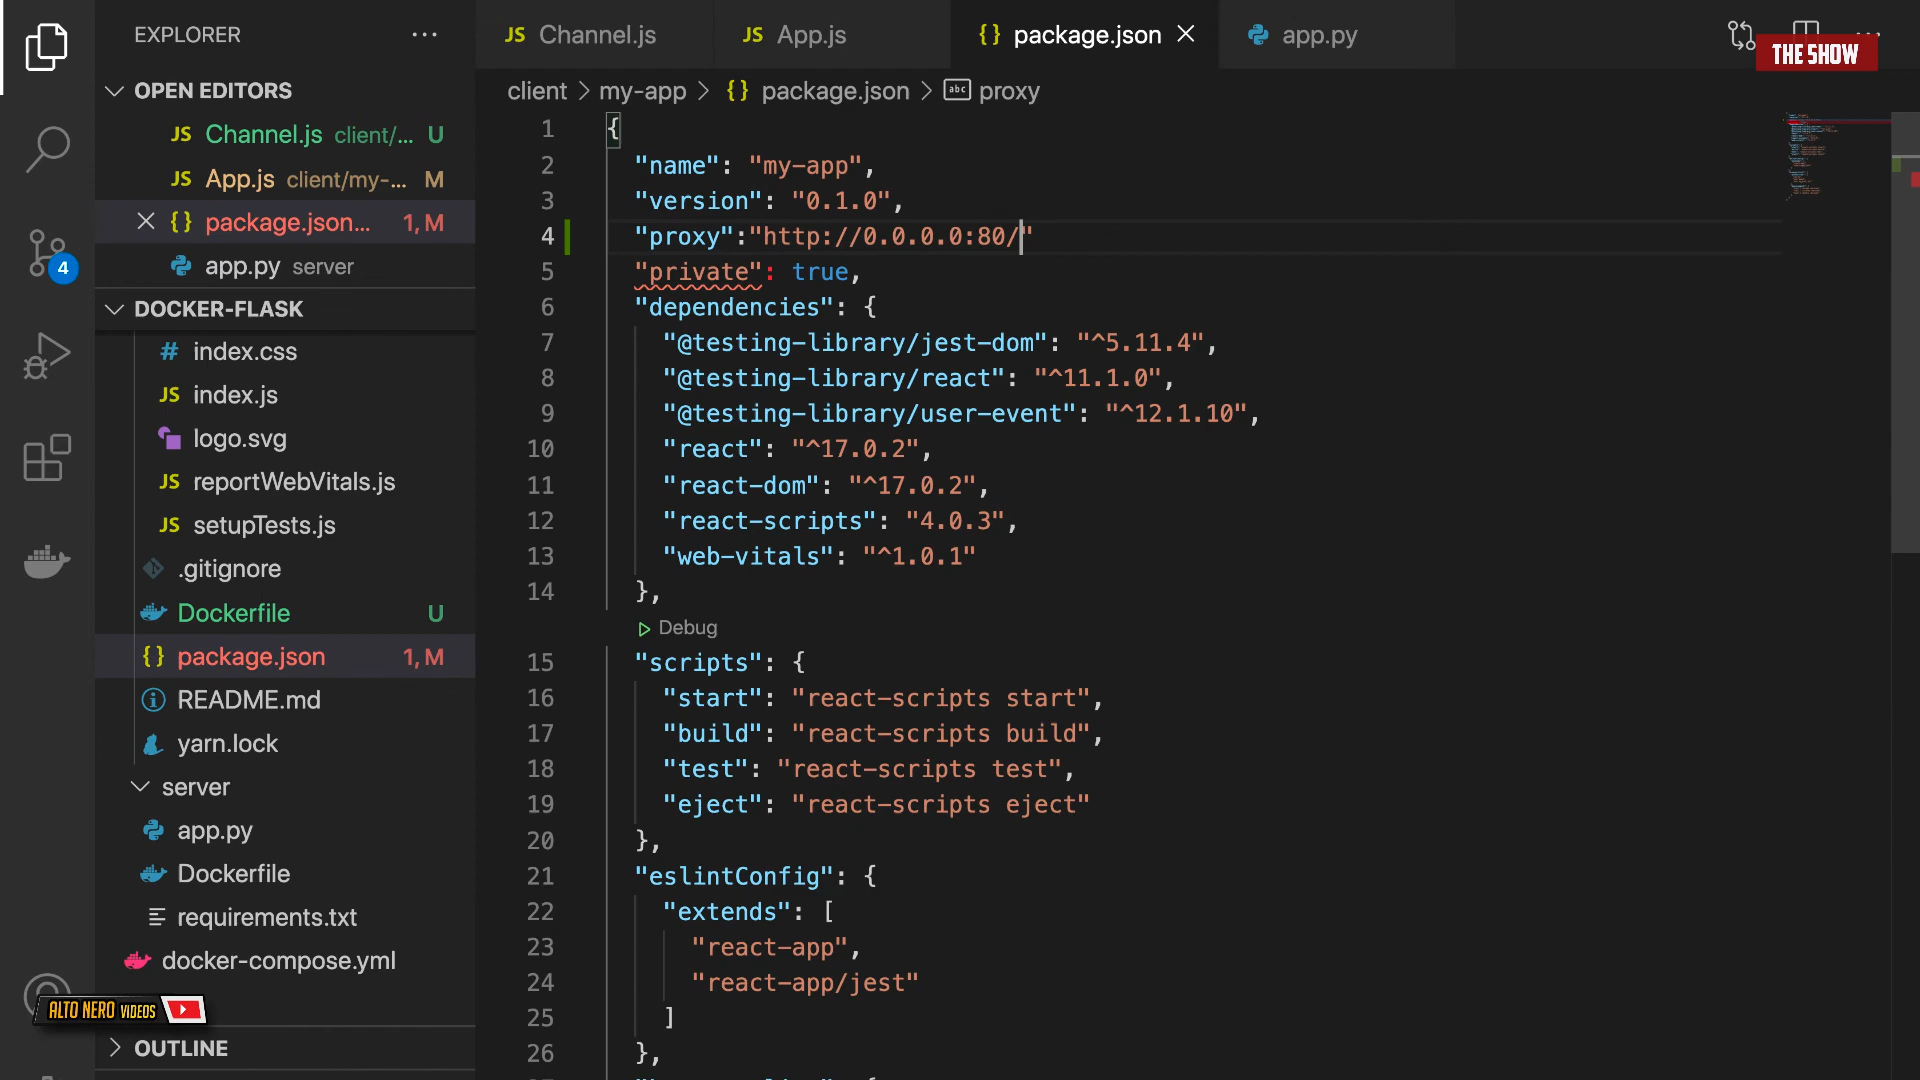 EXPLORER
JS Channel.js
JS App.js
{} package.json
app.py
THE SHOW
OPEN EDITORS
JS Channel.js client/... U
JS App.js client/my-... M
{} package.json... 1, M
app.py server
DOCKER-FLASK
# index.css
JS index.js
logo.svg
JS reportWebVitals.js
JS setupTests.js
.gitignore
Dockerfile U
{} package.json 1, M
README.md
yarn.lock
server
app.py
Dockerfile
requirements.txt
docker-compose.yml
OUTLINE
4
ALTO NERO VIDEOS
client > my-app > {} package.json > abc proxy
1 {
2 "name": "my-app",
3 "version": "0.1.0",
4 "proxy":"http://0.0.0.0:80/"
5 "private": true,
6 "dependencies": {
7 "@testing-library/jest-dom": "^5.11.4",
8 "@testing-library/react": "^11.1.0",
9 "@testing-library/user-event": "^12.1.10",
10 "react": "^17.0.2",
11 "react-dom": "^17.0.2",
12 "react-scripts": "4.0.3",
13 "web-vitals": "^1.0.1"
14 },
Debug
15 "scripts": {
16 "start": "react-scripts start",
17 "build": "react-scripts build",
18 "test": "react-scripts test",
19 "eject": "react-scripts eject"
20 },
21 "eslintConfig": {
22 "extends": [
23 "react-app",
24 "react-app/jest"
25 ]
26 },